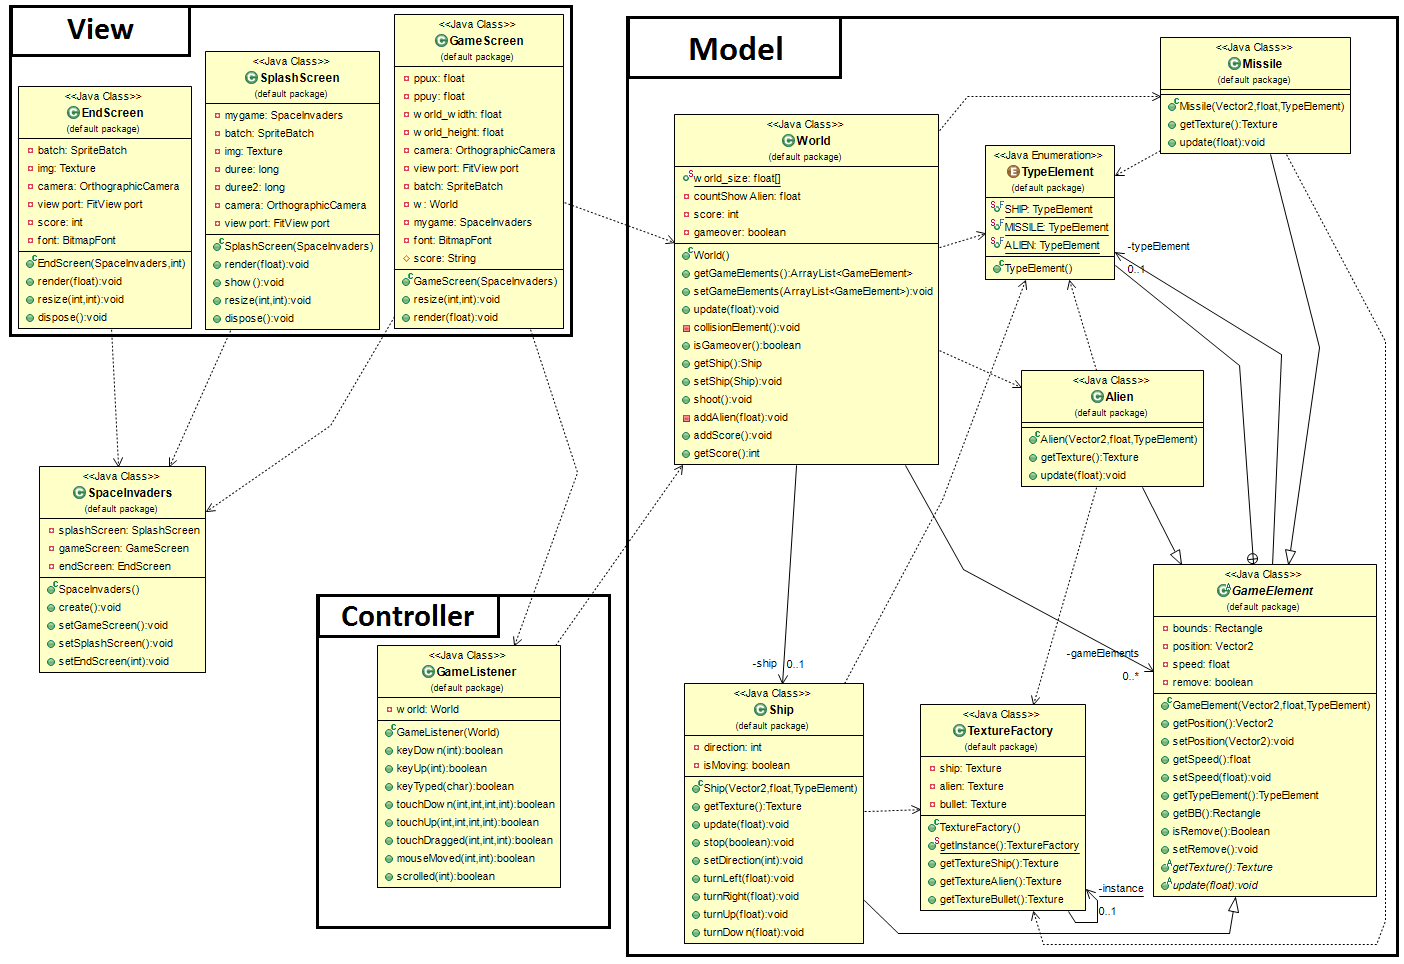 View
<<Java Class>>
EndScreen
(default package)
batch: SpriteBatch
img: Texture
camera: OrthographicCamera
viewport: FitViewport
score: int
font: BitmapFont
EndScreen(SpaceInvaders,int)
render(float):void
resize(int,int):void
dispose():void
<<Java Class>>
SplashScreen
(default package)
mygame: SpaceInvaders
batch: SpriteBatch
img: Texture
duree: long
duree2: long
camera: OrthographicCamera
viewport: FitViewport
SplashScreen(SpaceInvaders)
render(float):void
show():void
resize(int,int):void
dispose():void
<<Java Class>>
GameScreen
(default package)
ppux: float
ppuy: float
world_width: float
world_height: float
camera: OrthographicCamera
viewport: FitViewport
batch: SpriteBatch
w: World
mygame: SpaceInvaders
font: BitmapFont
score: String
GameScreen(SpaceInvaders)
resize(int,int):void
render(float):void
<<Java Class>>
SpaceInvaders
(default package)
splashScreen: SplashScreen
gameScreen: GameScreen
endScreen: EndScreen
SpaceInvaders()
create():void
setGameScreen():void
setSplashScreen():void
setEndScreen(int):void
Controller
<<Java Class>>
GameListener
(default package)
world: World
GameListener(World)
keyDown(int):boolean
keyUp(int):boolean
keyTyped(char):boolean
touchDown(int,int,int,int):boolean
touchUp(int,int,int,int):boolean
touchDragged(int,int,int):boolean
mouseMoved(int,int):boolean
scrolled(int):boolean
Model
<<Java Class>>
World
(default package)
world_size: float[]
countShowAlien: float
score: int
gameover: boolean
World()
getGameElements():ArrayList<GameElement>
setGameElements(ArrayList<GameElement>):void
update(float):void
collisionElement():void
isGameover():boolean
getShip():Ship
setShip(Ship):void
shoot():void
addAlien(float):void
addScore():void
getScore():int
<<Java Class>>
Missile
(default package)
Missile(Vector2,float,TypeElement)
getTexture():Texture
update(float):void
<<Java Enumeration>>
TypeElement
(default package)
SHIP: TypeElement
MISSILE: TypeElement
ALIEN: TypeElement
TypeElement()
-typeElement
0..1
<<Java Class>>
Alien
(default package)
Alien(Vector2,float,TypeElement)
getTexture():Texture
update(float):void
<<Java Class>>
GameElement
(default package)
bounds: Rectangle
position: Vector2
speed: float
remove: boolean
GameElement(Vector2,float,TypeElement)
getPosition():Vector2
setPosition(Vector2):void
getSpeed():float
setSpeed(float):void
getTypeElement():TypeElement
getBB():Rectangle
isRemove():Boolean
setRemove():void
getTexture():Texture
update(float):void
-gameElements
0..*
-ship
0..1
<<Java Class>>
Ship
(default package)
direction: int
isMoving: boolean
Ship(Vector2,float,TypeElement)
getTexture():Texture
update(float):void
stop(boolean):void
setDirection(int):void
turnLeft(float):void
turnRight(float):void
turnUp(float):void
turnDown(float):void
<<Java Class>>
TextureFactory
(default package)
ship: Texture
alien: Texture
bullet: Texture
TextureFactory()
getInstance():TextureFactory
getTextureShip():Texture
getTextureAlien():Texture
getTextureBullet():Texture
-instance
0..1